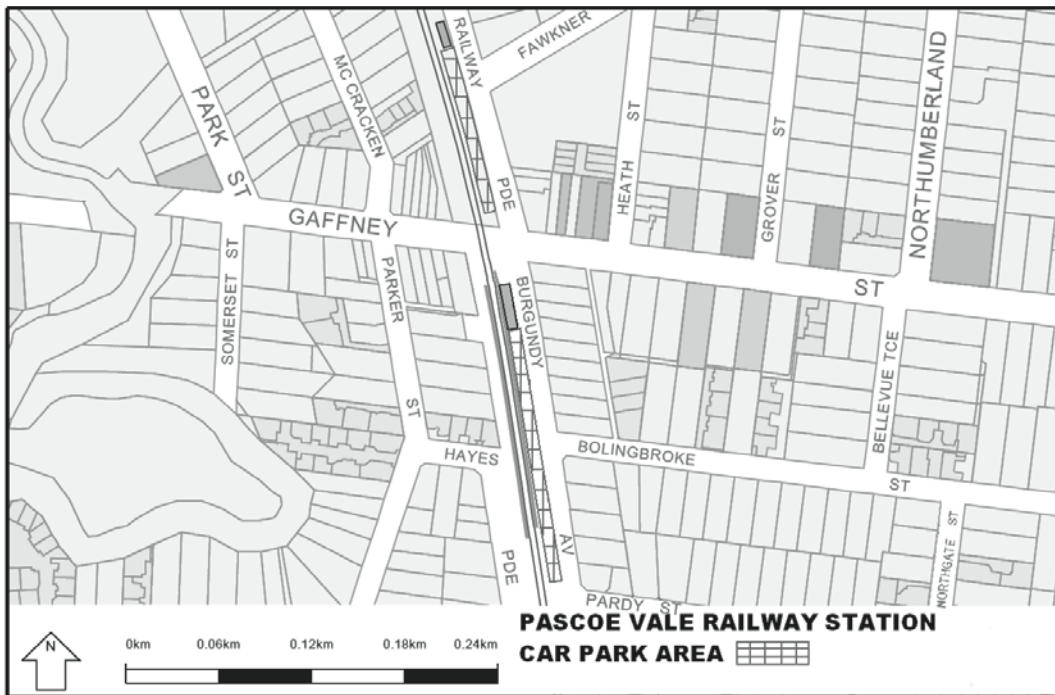 RAILWAY
FAWKNER
NORTHUMBERLAND
MC CRACKEN
PARK
ST
HEATH ST
GROVER ST
PDE
GAFFNEY
ST
SOMERSET ST
PARKER
ST
BURGUNDY
AV
BELLEVUE TCE
HAYES
BOLINGBROKE
ST
NORTHGATE ST
PDE
PARDY ST
N
0km 0.06km 0.12km 0.18km 0.24km
PASCOE VALE RAILWAY STATION
CAR PARK AREA